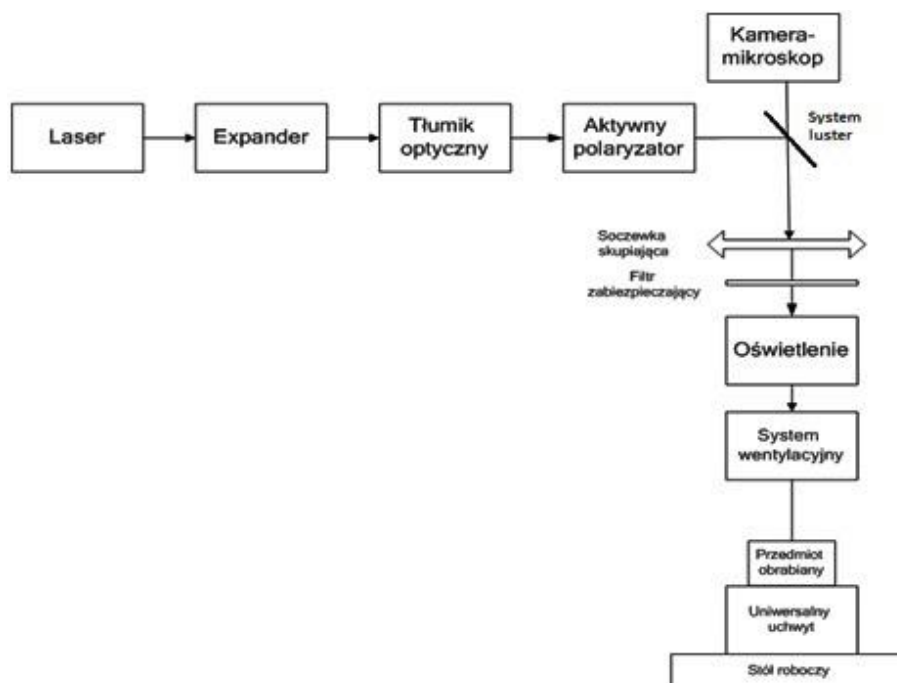 Kamera-
mikroskop
System
luster
Laser
Expander
Tłumik
optyczny
Aktywny
polaryzator
Soczewka
skupiająca
Filtr
zabiezpieczający
Oświetlenie
System
wentylacyjny
Przedmiot
obrabiany
Uniwersalny
uchwyt
Stół roboczy